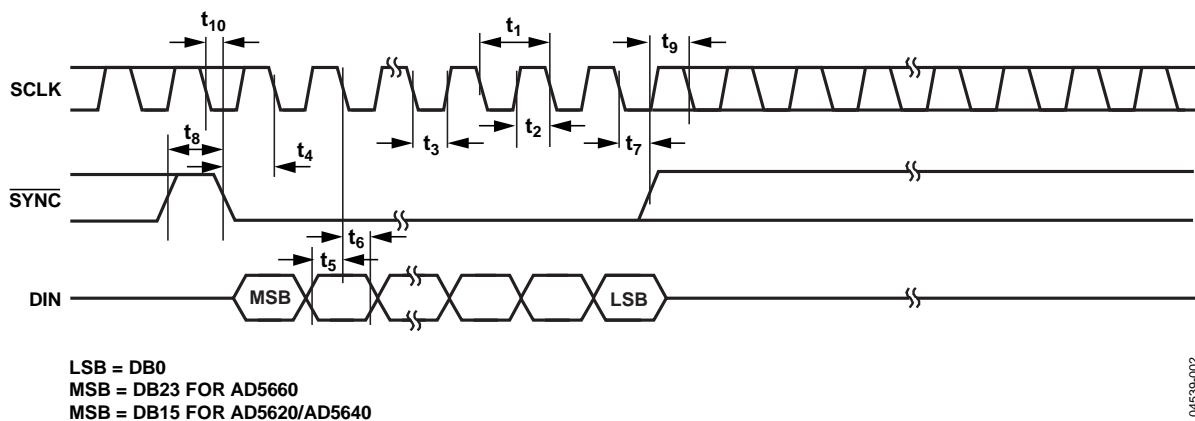 t10
t1
t9
SCLK
t8
t4
t3
t2
t7
SYNC
t6
t5
DIN
MSB
LSB
LSB = DB0
MSB = DB23 FOR AD5660
MSB = DB15 FOR AD5620/AD5640
04539-002